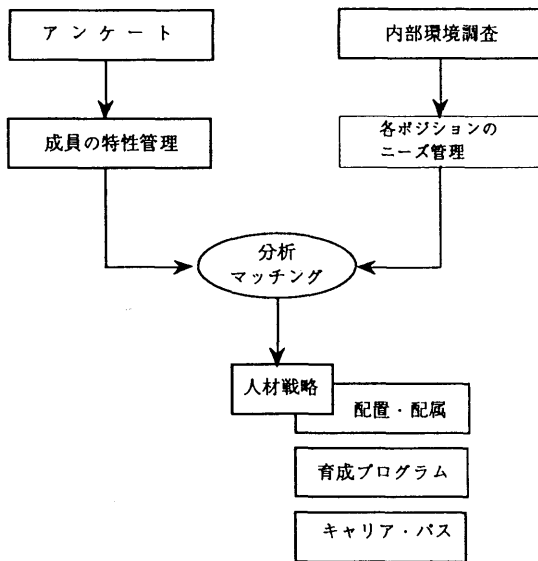 アンケート
内部環境調査
成員の特性管理
各ポジションの
ニーズ管理
分析
マッチング
人材戦略
配置・配属
育成プログラム
キャリア・パス